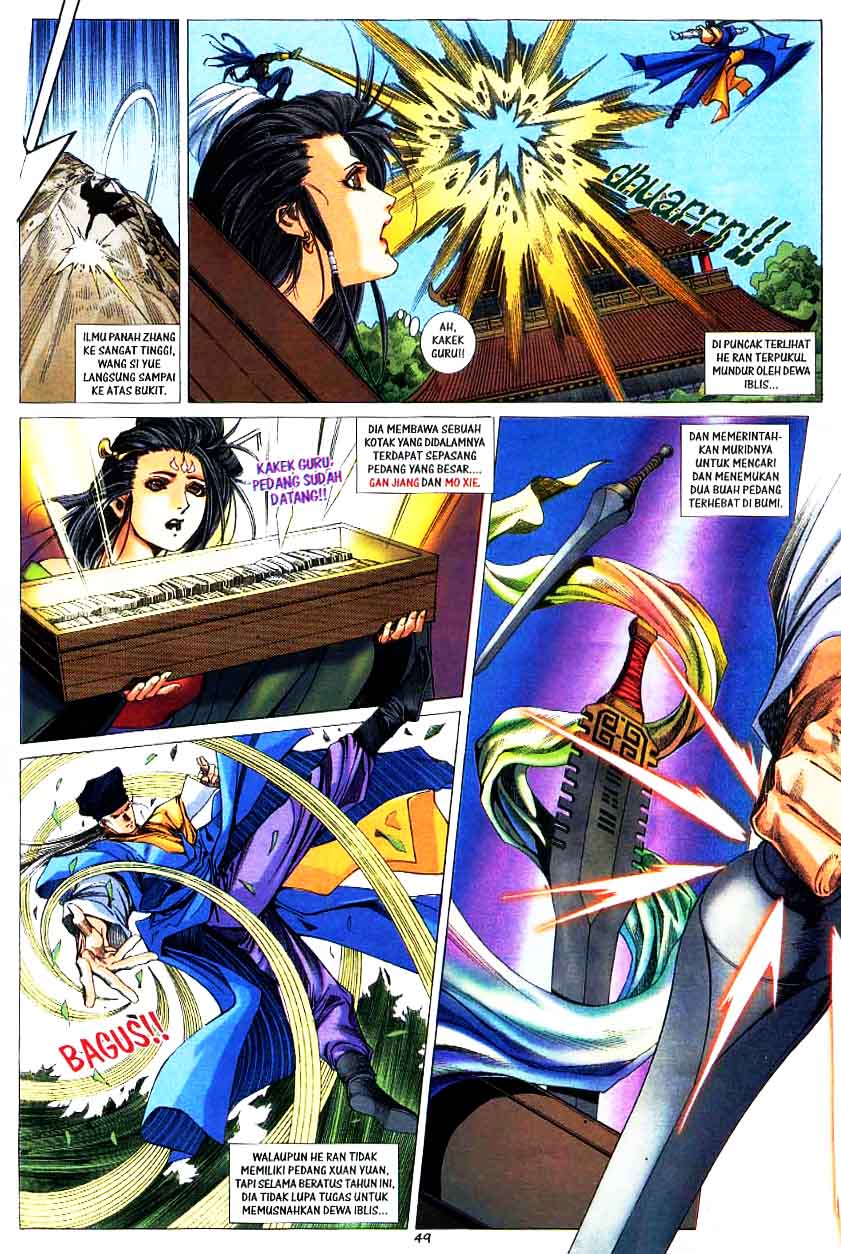 ILMU PANAH ZHANG
KE SANGAT TINGGI,
WANG SI YUE
LANGSUNG SAMPAI
KE ATAS BUKIT.
dhuaffrr!!
AH,
KAKEK
GURU!!
DI PUNCAK TERLIHAT
HE RAN TERPUKUL
MUNDUR OLEH DEWA
IBLIS...
DIA MEMBAWA SEBUAH
KOTAK YANG DIDALAMNYA
TERDAPAT SEPASANG
PEDANG YANG BESAR....
GAN JIANG DAN MO XIE.
KAKEK GURU,
PEDANG SUDAH
DATANG!!
DAN MEMERINTAH-
KAN MURIDNYA
UNTUK MENCARI
DAN MENEMUKAN
DUA BUAH PEDANG
TERHEBAT DI BUMI.
BAGUS!!
WALAUPUN HE RAN TIDAK
MEMILIKI PEDANG XUAN YUAN,
TAPI SELAMA BERATUS TAHUN INI,
DIA TIDAK LUPA TUGAS UNTUK
MEMUSNAHKAN DEWA IBLIS...
49